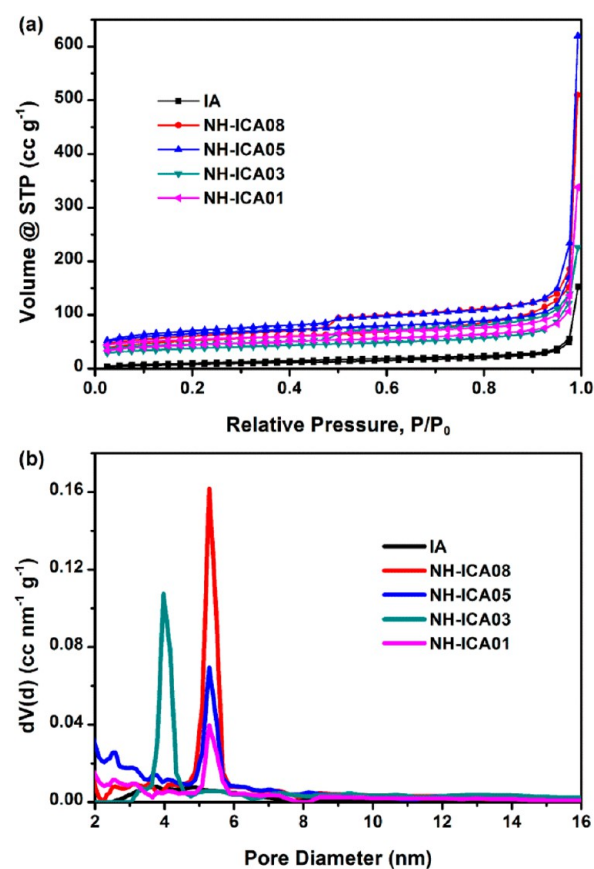 (a)
600
500
400
300
200
100
0
Volume @ STP (cc g⁻¹)
IA
NH-ICA08
NH-ICA05
NH-ICA03
NH-ICA01
0.0 0.2 0.4 0.6 0.8 1.0
Relative Pressure, P/P₀
(b)
0.16
0.12
0.08
0.04
0.00
dV(d) (cc nm⁻¹ g⁻¹)
IA
NH-ICA08
NH-ICA05
NH-ICA03
NH-ICA01
2 4 6 8 10 12 14 16
Pore Diameter (nm)